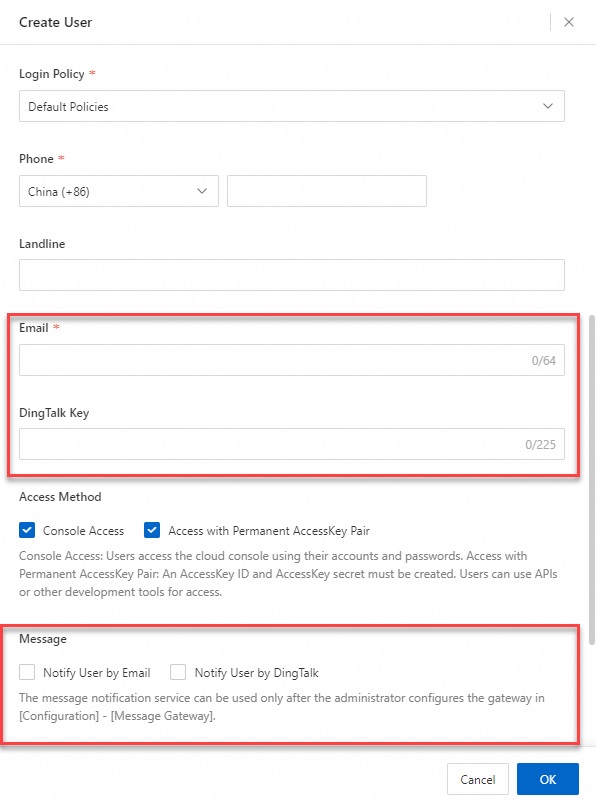 Create User
Login Policy *
Default Policies
Phone *
China (+86)
Landline
Email *
0/64
DingTalk Key
0/225
Access Method
Console Access Access with Permanent AccessKey Pair
Console Access: Users access the cloud console using their accounts and passwords. Access with
Permanent AccessKey Pair: An AccessKey ID and AccessKey secret must be created. Users can use APIs
or other development tools for access.
Message
Notify User by Email Notify User by DingTalk
The message notification service can be used only after the administrator configures the gateway in
[Configuration] - [Message Gateway].
Cancel OK